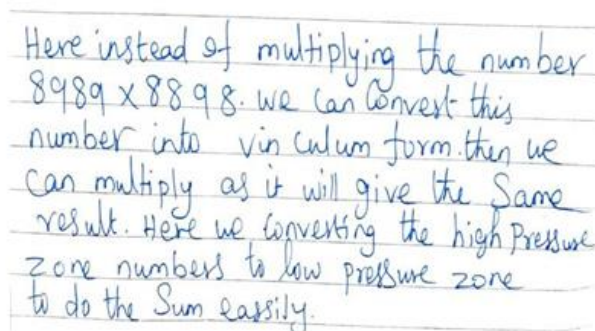 Here instead of multiplying the number
8989 x 8898. we can Convert this
number into vin culum form. then we
can multiply as it will give the Same
result. Here we Converting the high Pressure
zone numbers to low pressure zone
to do the Sum eassily.